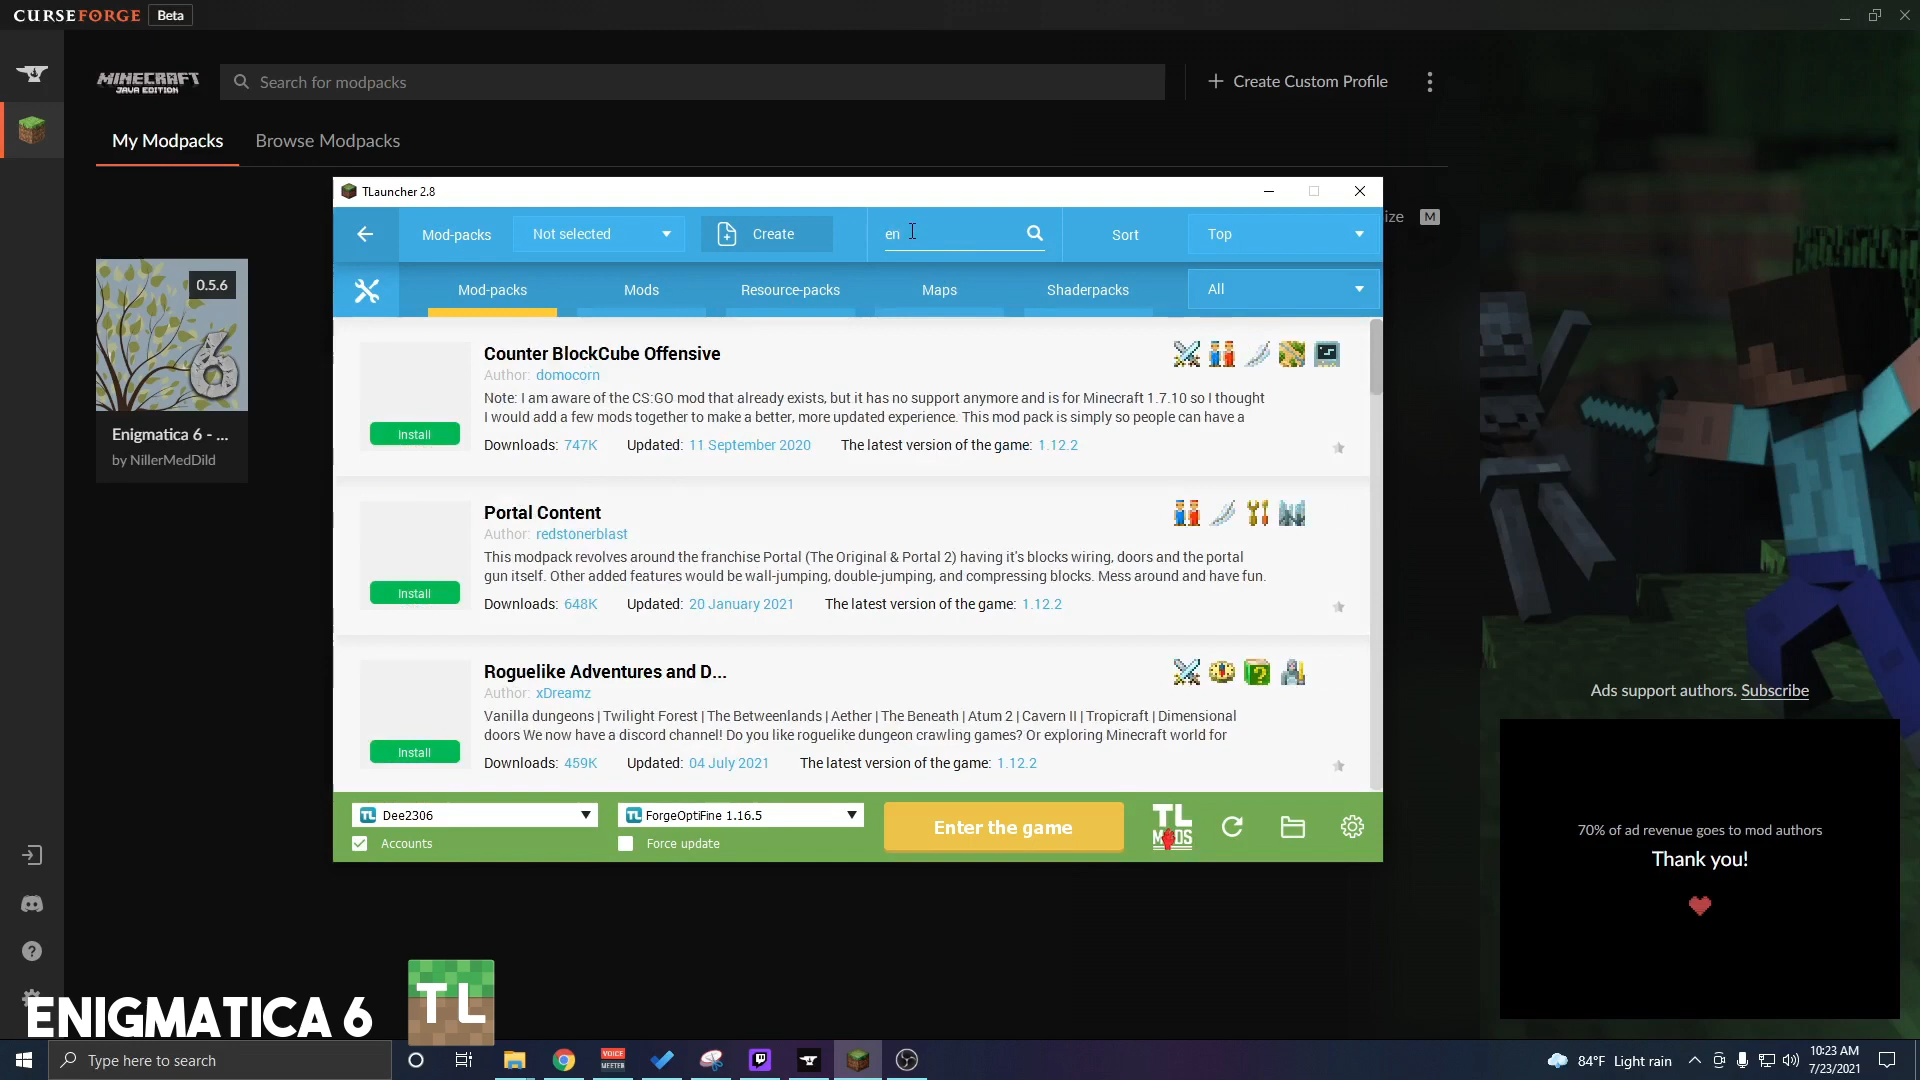 CURSEFORGE Beta
MINECRAFT
JAVA EDITION
Search for modpacks
Create Custom Profile
My Modpacks
Browse Modpacks
0.5.6
6
Enigmatica 6 - ...
by NillerMedDild
ize M
TLauncher 2.8
Mod-packs
Not selected
Create
en
Sort
Top
Mod-packs
Mods
Resource-packs
Maps
Shaderpacks
All
Counter BlockCube Offensive
Author: domocorn
Note: I am aware of the CS:GO mod that already exists, but it has no support anymore and is for Minecraft 1.7.10 so I thought
I would add a few mods together to make a better, more updated experience. This mod pack is simply so people can have a
Install
Downloads: 747K Updated: 11 September 2020 The latest version of the game: 1.12.2
Portal Content
Author: redstonerblast
This modpack revolves around the franchise Portal (The Original & Portal 2) having it's blocks wiring, doors and the portal
gun itself. Other added features would be wall-jumping, double-jumping, and compressing blocks. Mess around and have fun.
Install
Downloads: 648K Updated: 20 January 2021 The latest version of the game: 1.12.2
Roguelike Adventures and D...
Author: xDreamz
Vanilla dungeons | Twilight Forest | The Betweenlands | Aether | The Beneath | Atum 2 | Cavern II | Tropicraft | Dimensional
doors We now have a discord channel! Do you like roguelike dungeon crawling games? Or exploring Minecraft world for
Install
Downloads: 459K Updated: 04 July 2021 The latest version of the game: 1.12.2
TL Dee2306
TL ForgeOptiFine 1.16.5
Accounts
Force update
Enter the game
TL
MODS
Ads support authors. Subscribe
70% of ad revenue goes to mod authors
Thank you!
ENIGMATICA 6
TL
Type here to search
VOICE
MEETER
84°F Light rain
10:23 AM
7/23/2021